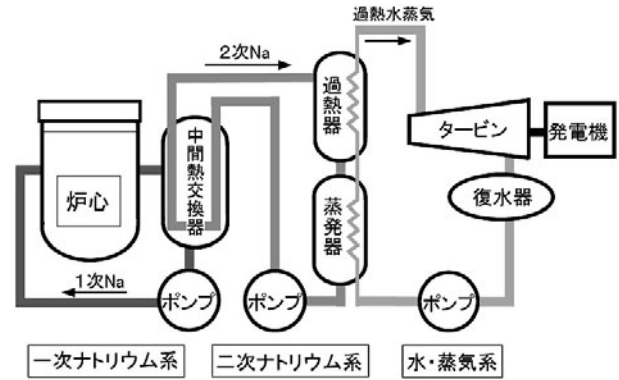 過熱水蒸気
2次Na
過熱器
タービン
発電機
中間熱交換器
炉心
蒸発器
復水器
1次Na
ポンプ
ポンプ
ポンプ
一次ナトリウム系
二次ナトリウム系
水・蒸気系